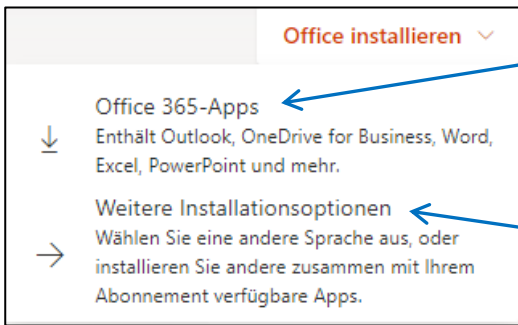 Office installieren
Office 365-Apps
Enthält Outlook, OneDrive for Business, Word,
Excel, PowerPoint und mehr.
Weitere Installationsoptionen
Wählen Sie eine andere Sprache aus, oder
installieren Sie andere zusammen mit Ihrem
Abonnement verfügbare Apps.